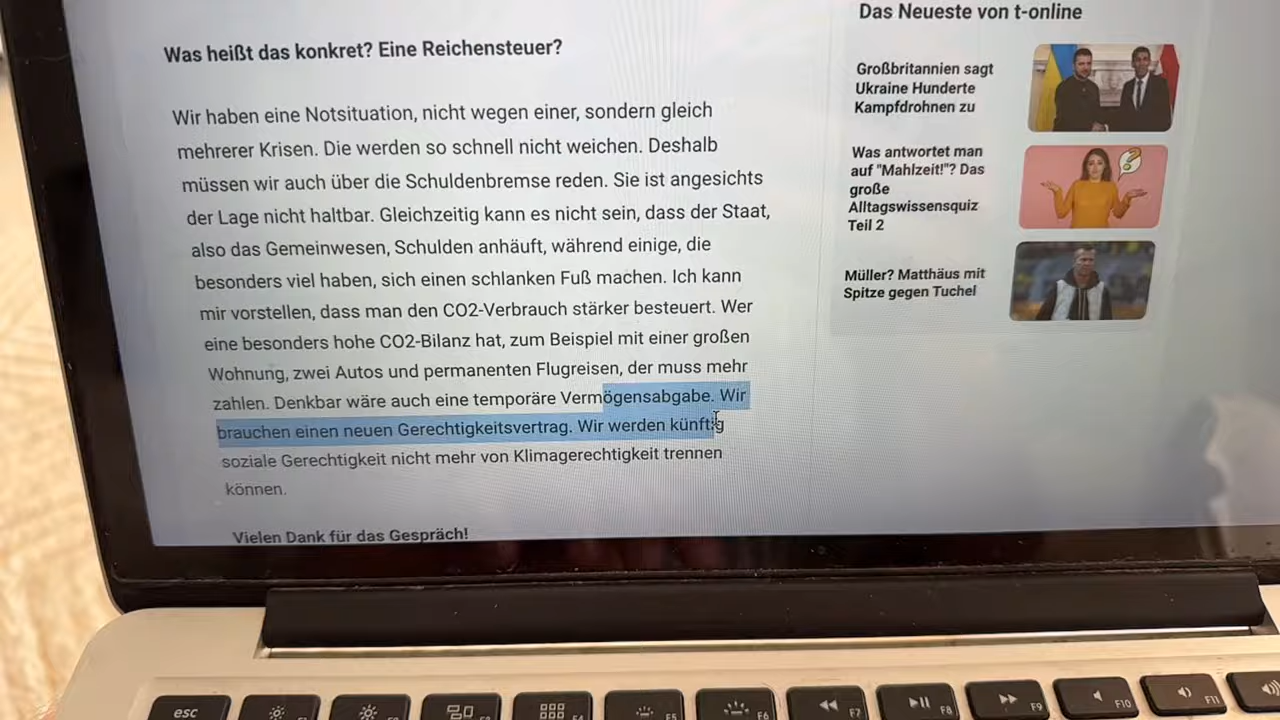 Was heißt das konkret? Eine Reichensteuer?
Wir haben eine Notsituation, nicht wegen einer, sondern gleich
mehrerer Krisen. Die werden so schnell nicht weichen. Deshalb
müssen wir auch über die Schuldenbremse reden. Sie ist angesichts
der Lage nicht haltbar. Gleichzeitig kann es nicht sein, dass der Staat,
also das Gemeinwesen, Schulden anhäuft, während einige, die
besonders viel haben, sich einen schlanken Fuß machen. Ich kann
mir vorstellen, dass man den CO2-Verbrauch stärker besteuert. Wer
eine besonders hohe CO2-Bilanz hat, zum Beispiel mit einer großen
Wohnung, zwei Autos und permanenten Flugreisen, der muss mehr
zahlen. Denkbar wäre auch eine temporäre Vermögensabgabe. Wir
brauchen einen neuen Gerechtigkeitsvertrag. Wir werden künftig
soziale Gerechtigkeit nicht mehr von Klimagerechtigkeit trennen
können.
Vielen Dank für das Gespräch!
Das Neueste von t-online
Großbritannien sagt
Ukraine Hunderte
Kampfdrohnen zu
Was antwortet man
auf "Mahlzeit!"? Das
große
Alltagswissensquiz
Teil 2
?
Müller? Matthäus mit
Spitze gegen Tuchel
esc
F5
F6
F7
F8
F9
F10
F11